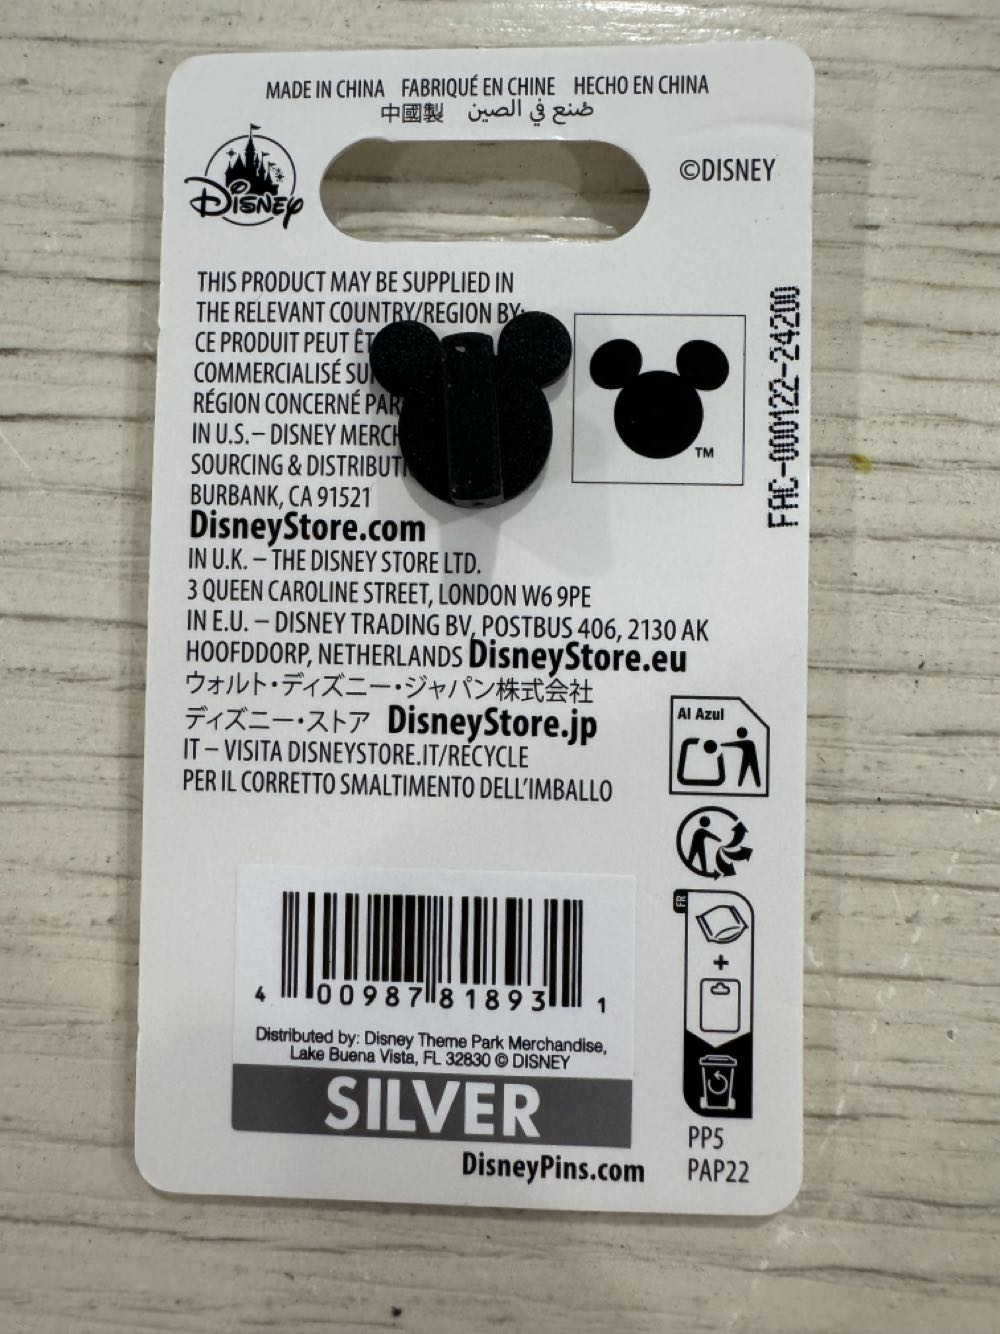 MADE IN CHINA FABRIQUÉ EN CHINE HECHO EN CHINA
中國製 صُنع في الصين
Disney
©DISNEY
THIS PRODUCT MAY BE SUPPLIED IN
THE RELEVANT COUNTRY/REGION BY:
CE PRODUIT PEUT ÊT
COMMERCIALISÉ SU
RÉGION CONCERNÉ PAR
IN U.S.– DISNEY MERCH
SOURCING & DISTRIBUTI
BURBANK, CA 91521
DisneyStore.com
IN U.K. – THE DISNEY STORE LTD.
3 QUEEN CAROLINE STREET, LONDON W6 9PE
IN E.U. – DISNEY TRADING BV, POSTBUS 406, 2130 AK
HOOFDDORP, NETHERLANDS DisneyStore.eu
ウォルト・ディズニー・ジャパン株式会社
ディズニー・ストア DisneyStore.jp
IT – VISITA DISNEYSTORE.IT/RECYCLE
PER IL CORRETTO SMALTIMENTO DELL'IMBALLO
TM
FAC-000122-24200
Al Azul
FR
+
4 00987 81893 1
Distributed by: Disney Theme Park Merchandise,
Lake Buena Vista, FL 32830 © DISNEY
SILVER
DisneyPins.com
PP5
PAP22